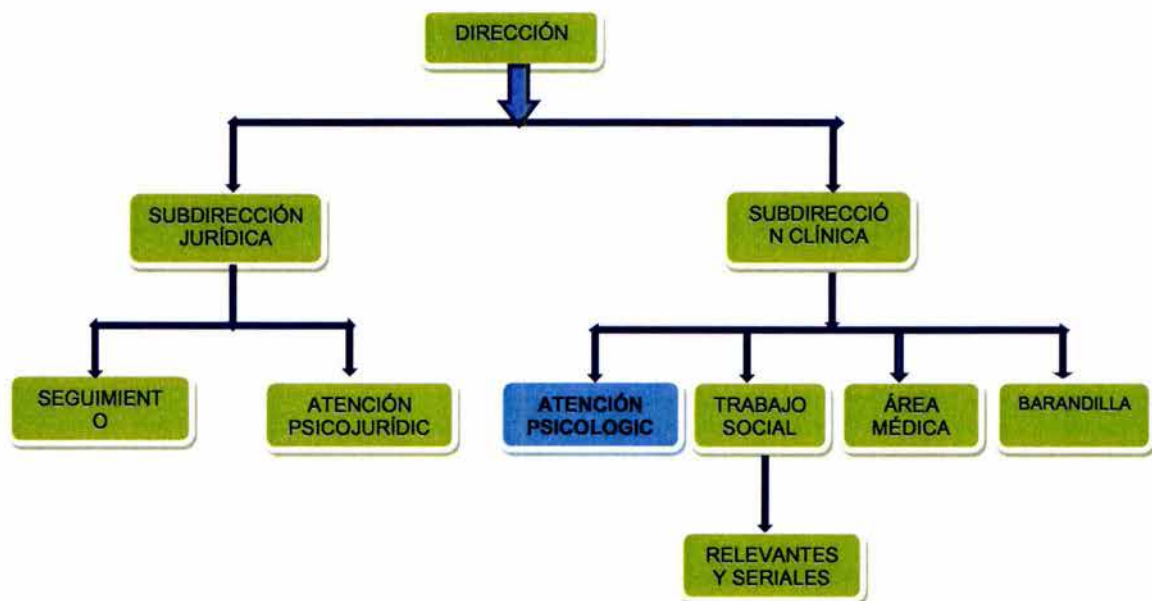 DIRECCIÓN
SUBDIRECCIÓN
JURÍDICA
SUBDIRECCIÓ
N CLÍNICA
SEGUIMIENT
O
ATENCIÓN
PSICOJURÍDIC
ATENCIÓN
PSICOLOGIC
TRABAJO
SOCIAL
ÁREA
MÉDICA
BARANDILLA
RELEVANTES
Y SERIALES